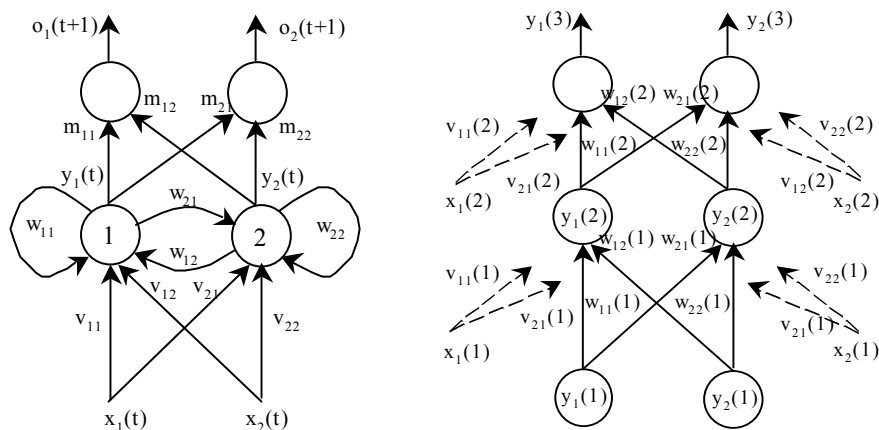 o₁(t+1) o₂(t+1)
m₁₂ m₂₁
m₁₁ m₂₂
y₁(t) y₂(t)
w₂₁
w₁₁ 1 2 w₂₂
w₁₂
v₁₂ v₂₁
v₁₁ v₂₂
x₁(t) x₂(t)
y₁(3) y₂(3)
w₁₂(2) w₂₁(2)
v₁₁(2) v₂₂(2)
w₁₁(2) w₂₂(2)
x₁(2) v₂₁(2) v₁₂(2) x₂(2)
y₁(2) y₂(2)
w₁₂(1) w₂₁(1)
v₁₁(1) v₂₂(1)
w₁₁(1) w₂₂(1)
v₂₁(1) v₂₁(1)
x₁(1) x₂(1)
y₁(1) y₂(1)